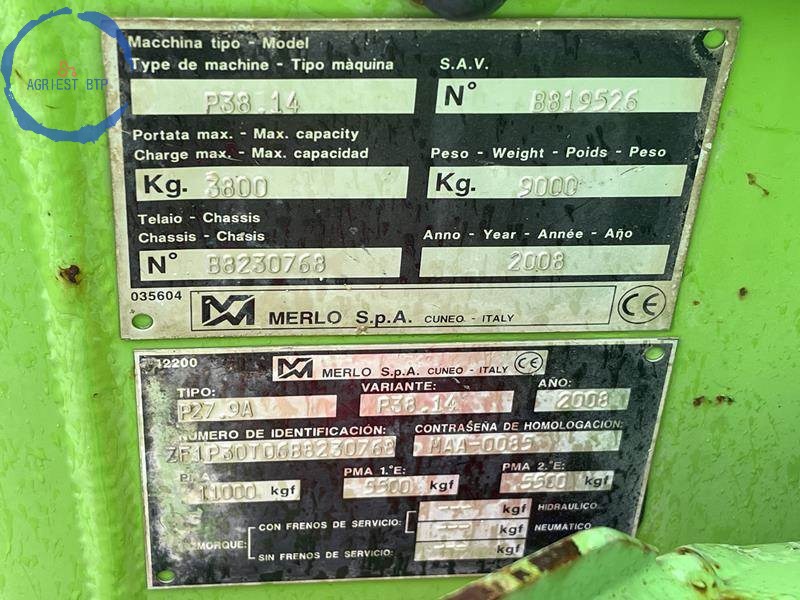 AGRIEST BTP
Macchina tipo - Model
Type de machine - Tipo màquina
S.A.V.
P38.14
N° B819526
Portata max. - Max. capacity
Charge max. - Max. capacidad
Peso - Weight - Poids - Peso
Kg. 3800
Kg. 9000
Telaio - Chassis
Chassis - Chasis
Anno - Year - Année - Año
N° B8230768
2008
035604
MERLO S.p.A. CUNEO - ITALY
CE
MERLO S.p.A. CUNEO - ITALY CE
TIPO:
VARIANTE:
AÑO:
P27.9A
P38.14
2008
NÚMERO DE IDENTIFICACIÓN:
CONTRASEÑA DE HOMOLOGACIÓN:
ZF1P30T06B8230768
MAA-0085
PMA 1.°E:
PMA 2.°E:
11000 kgf
5500 kgf
5500 kgf
--- kgf HIDRAULICO
CON FRENOS DE SERVICIO:
--- kgf NEUMATICO
SIN FRENOS DE SERVICIO:
--- kgf